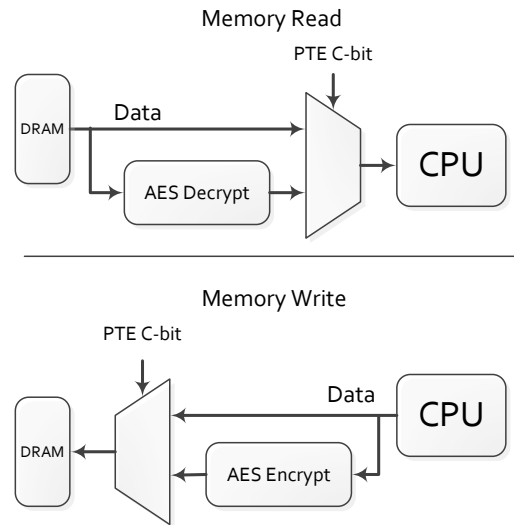 Memory Read
PTE C-bit
DRAM
Data
AES Decrypt
CPU
Memory Write
PTE C-bit
Data
CPU
DRAM
AES Encrypt